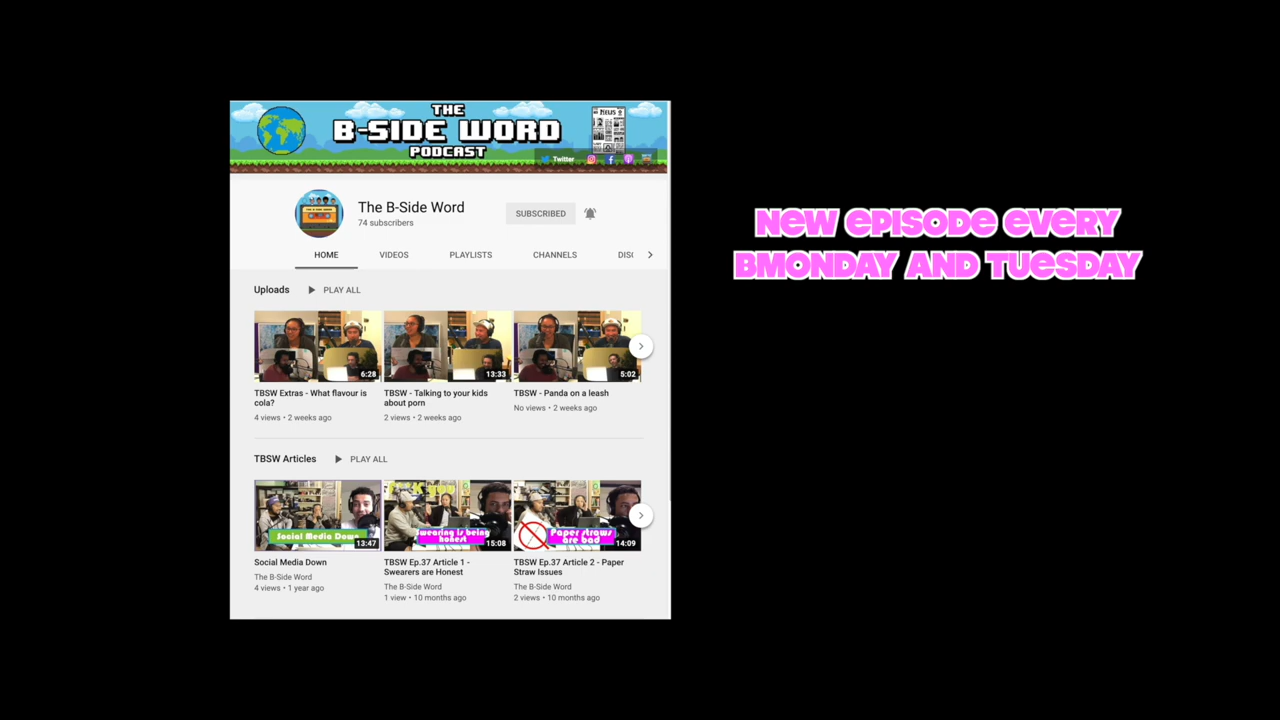 THE
B-SIDE WORD
PODCAST
NEWS
Twitter
The B-Side Word
74 subscribers
SUBSCRIBED
HOME VIDEOS PLAYLISTS CHANNELS DISC
Uploads PLAY ALL
6:28
13:33
5:02
TBSW Extras - What flavour is cola?
4 views • 2 weeks ago
TBSW - Talking to your kids about porn
2 views • 2 weeks ago
TBSW - Panda on a leash
No views • 2 weeks ago
TBSW Articles PLAY ALL
Social Media Down
13:47
Swearing is being
honest
15:08
Paper straws
are bad
14:09
Social Media Down
The B-Side Word
4 views • 1 year ago
TBSW Ep.37 Article 1 -
Swearers are Honest
The B-Side Word
1 view • 10 months ago
TBSW Ep.37 Article 2 - Paper
Straw Issues
The B-Side Word
2 views • 10 months ago
New episode every
BMonday and Tuesday